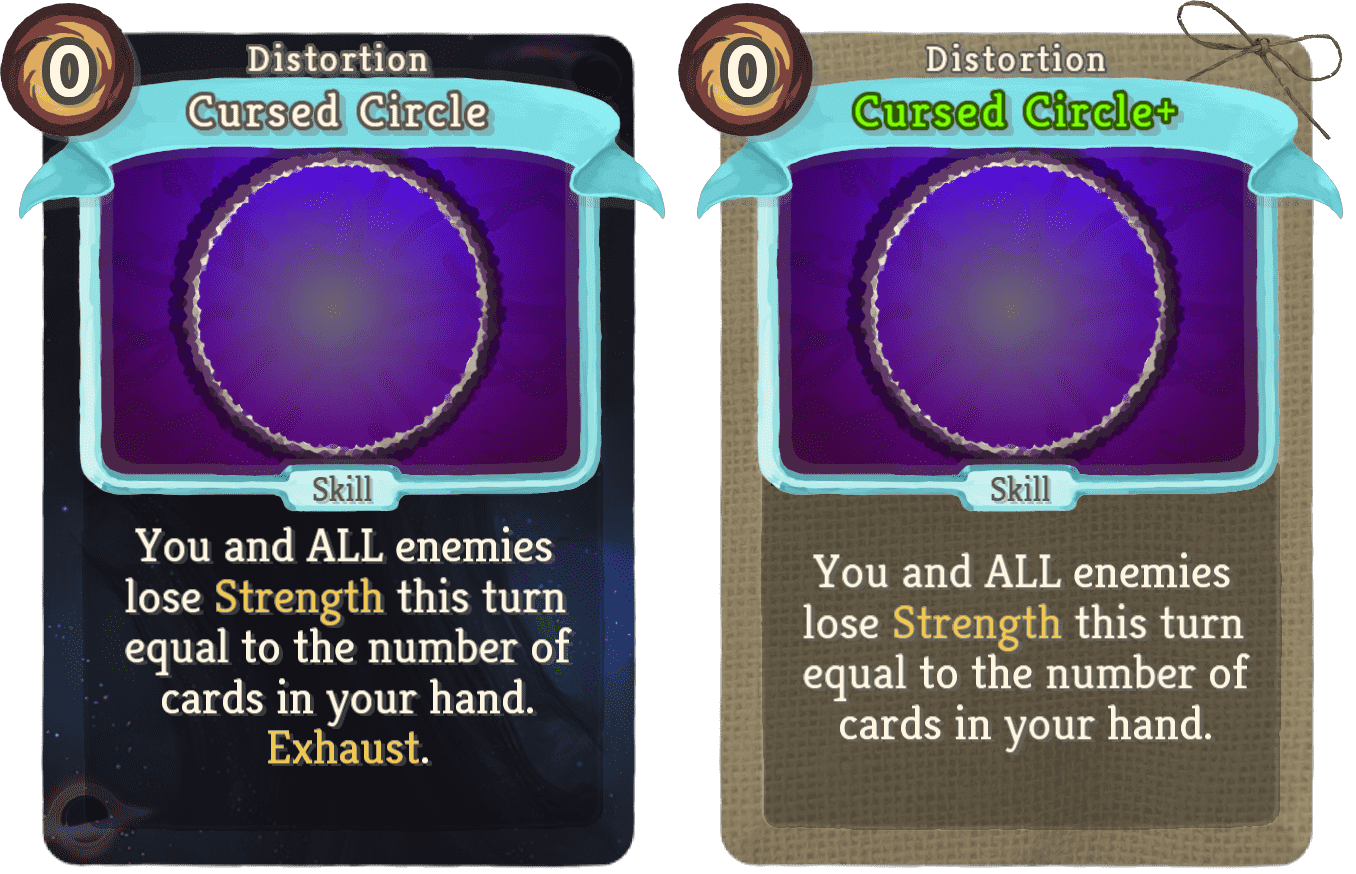 0
Distortion
Cursed Circle
Skill
You and ALL enemies
lose Strength this turn
equal to the number of
cards in your hand.
Exhaust.
0
Distortion
Cursed Circle+
Skill
You and ALL enemies
lose Strength this turn
equal to the number of
cards in your hand.